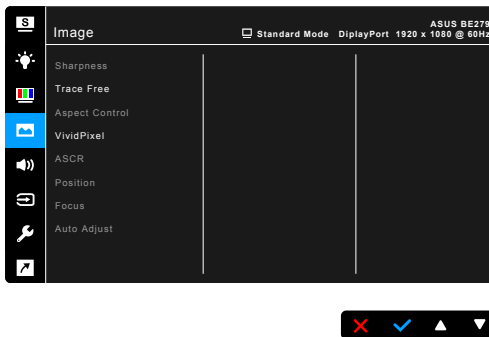 S
Image
ASUS BE279
Standard Mode DiplayPort 1920 x 1080 @ 60Hz
Sharpness
Trace Free
Aspect Control
VividPixel
ASCR
Position
Focus
Auto Adjust